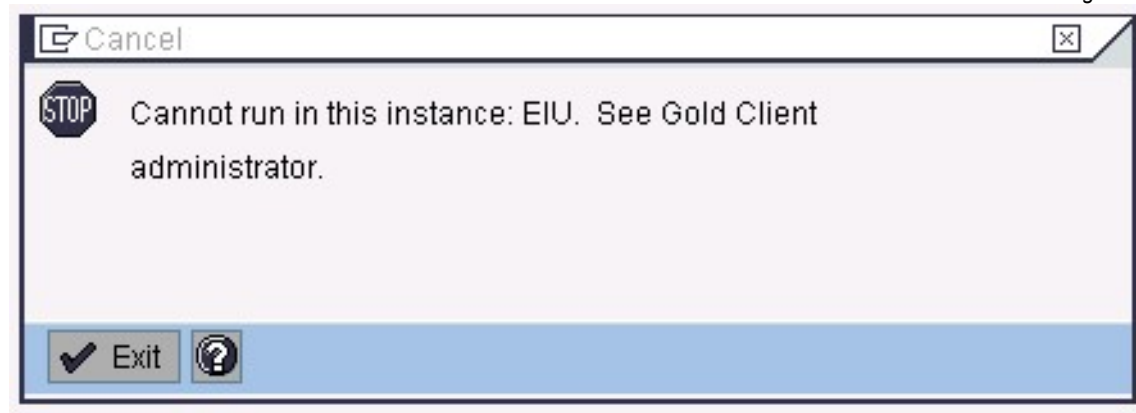 Cancel
STOP
Cannot run in this instance: EIU. See Gold Client
administrator.
Exit